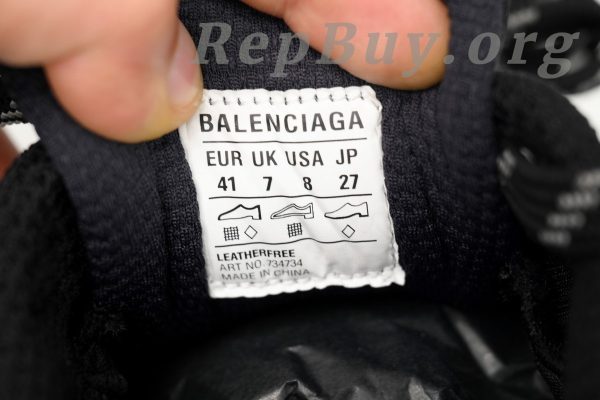 RepBuy.org
BALENCIAGA
EUR UK USA JP
41 7 8 27
LEATHERFREE
ART NO 734734
MADE IN CHINA